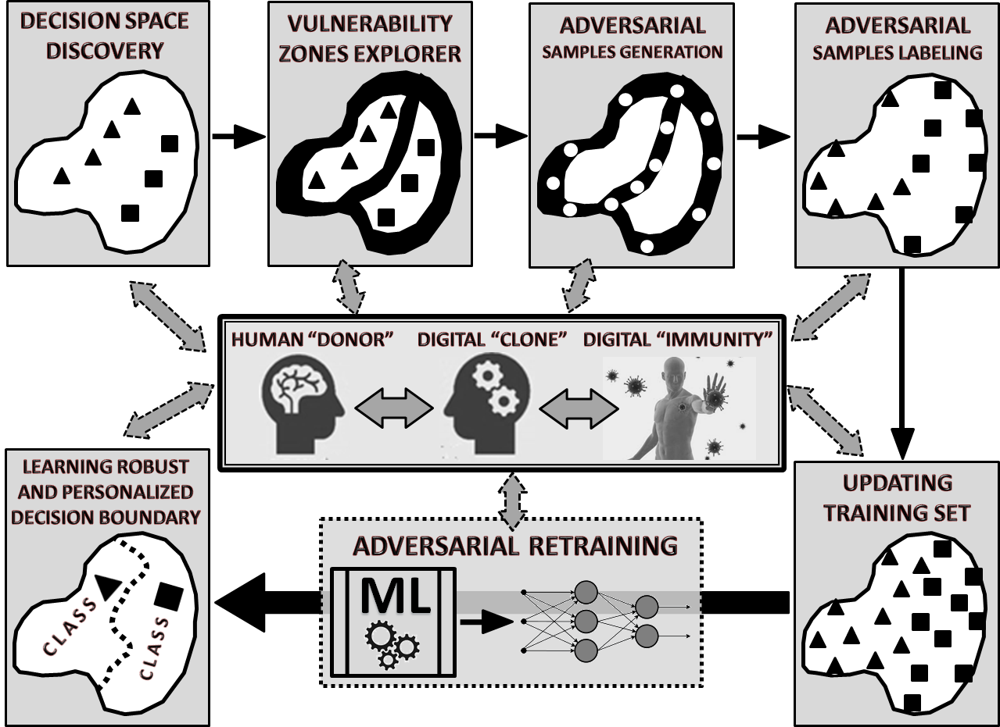 DECISION SPACE
DISCOVERY
VULNERABILITY
ZONES EXPLORER
ADVERSARIAL
SAMPLES GENERATION
ADVERSARIAL
SAMPLES LABELING
HUMAN “DONOR”
DIGITAL “CLONE”
DIGITAL “IMMUNITY”
LEARNING ROBUST
AND PERSONALIZED
DECISION BOUNDARY
CLASS
CLASS
ADVERSARIAL RETRAINING
ML
UPDATING
TRAINING SET